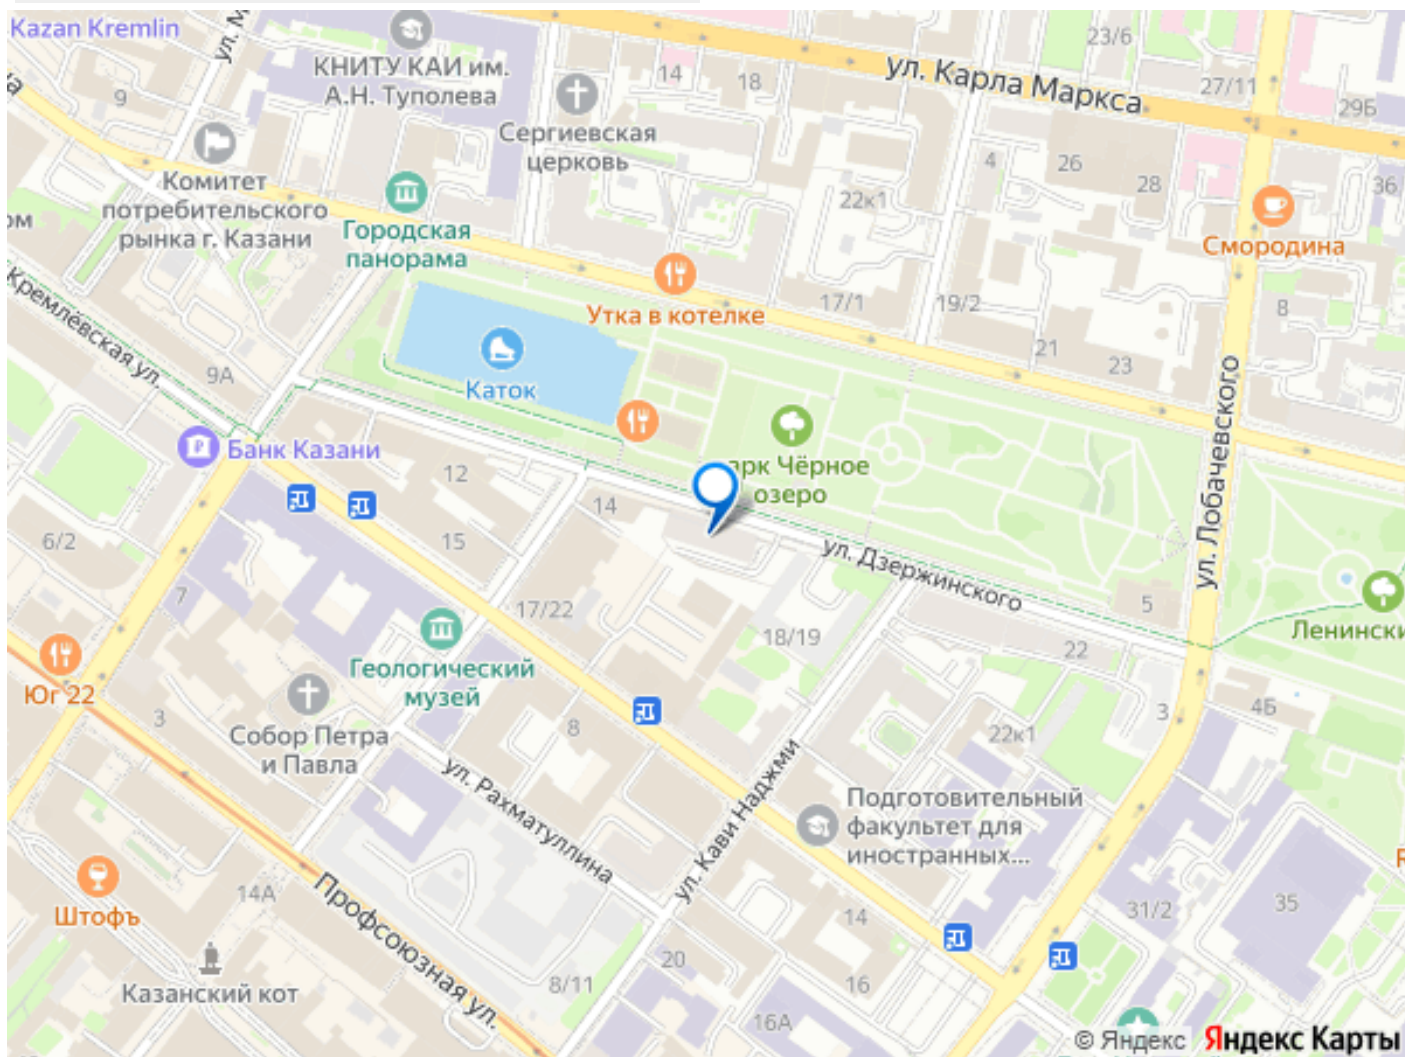 Kazan Kremlin
ул. М
на
9
КНИТУ КАИ им.
А.Н. Туполева
14
18
23/6
27/11
29Б
ул. Карла Маркса
Сергиевская
церковь
4
26
28
36
22к1
Комитет
потребительского
рынка г. Казани
ом
Городская
панорама
Смородина
Кремлёвская ул.
Утка в котелке
17/1
19/2
8
21
23
9А
Каток
ул. Лобачевского
Банк Казани
12
14
арк Чёрное
озеро
6/2
15
7
ул. Дзержинского
5
17/22
18/19
22
Ленински
Геологический
музей
Юг 22
3
Собор Петра
и Павла
8
22к1
3
4Б
ул. Рахматуллина
ул. Кави Наджми
Подготовительный
факультет для
иностранных...
Штофъ
14А
Профсоюзная ул.
14
31/2
35
R
Казанский кот
8/11
20
16
16А
© Яндекс Яндекс Карты